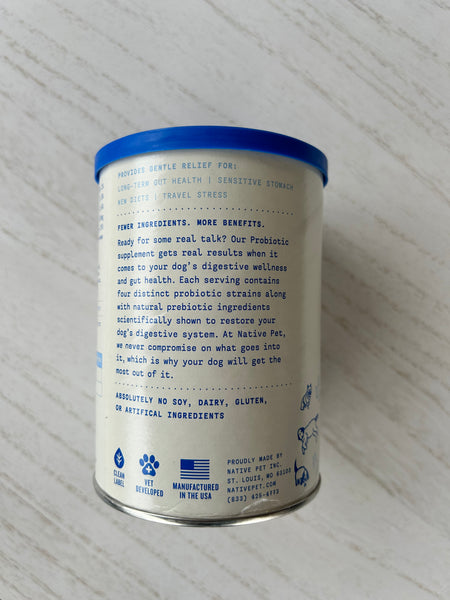 PROVIDES GENTLE RELIEF FOR:
LONG-TERM GUT HEALTH | SENSITIVE STOMACH
NEW DIETS | TRAVEL STRESS
FEWER INGREDIENTS. MORE BENEFITS.
Ready for some real talk? Our Probiotic
supplement gets real results when it
comes to your dog's digestive wellness
and gut health. Each serving contains
four distinct probiotic strains along
with natural prebiotic ingredients
scientifically shown to restore your
dog's digestive system. At Native Pet,
we never compromise on what goes into
it, which is why your dog will get the
most out of it.
ABSOLUTELY NO SOY, DAIRY, GLUTEN,
OR ARTIFICAL INGREDIENTS
CLEAN
LABEL
VET
DEVELOPED
MANUFACTURED
IN THE USA
PROUDLY MADE BY
NATIVE PET INC.
ST. LOUIS, MO 63103
NATIVEPET.COM
(833)